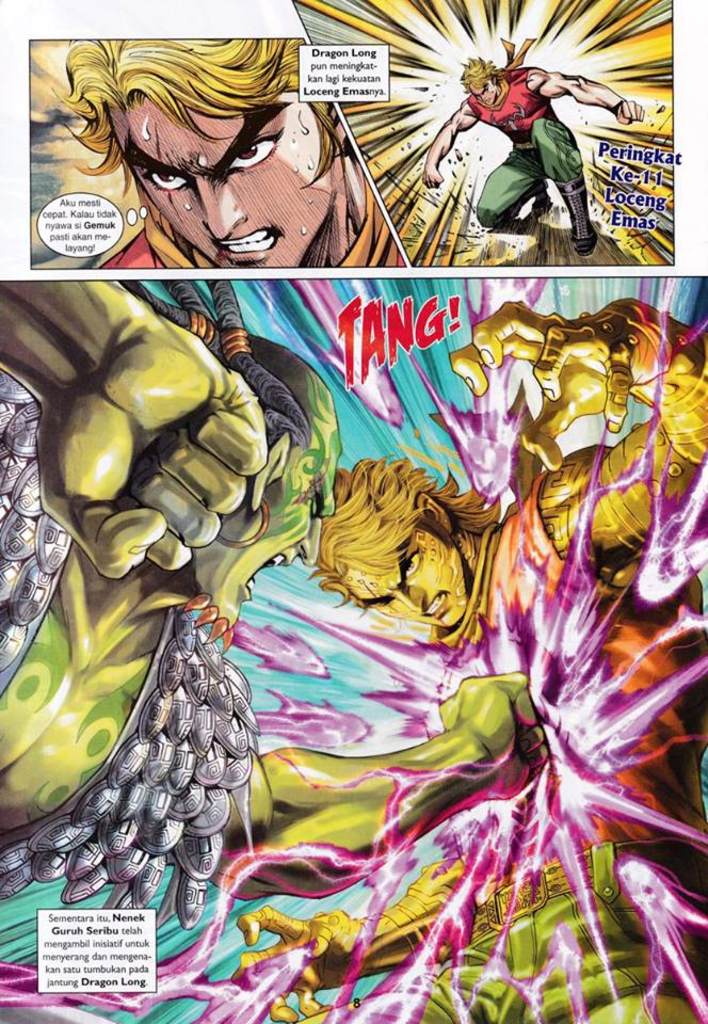 Dragon Long
pun meningkat-
kan lagi kekuatan
Loceng Emasnya.
Aku mesti
cepat. Kalau tidak
nyawa si Gemuk
pasti akan me-
layang!
Peringkat
Ke-11
Loceng
Emas
TANG!
Sementara itu, Nenek
Guruh Seribu telah
mengambil inisiatif untuk
menyerang dan mengena-
kan satu tumbukan pada
jantung Dragon Long.
8